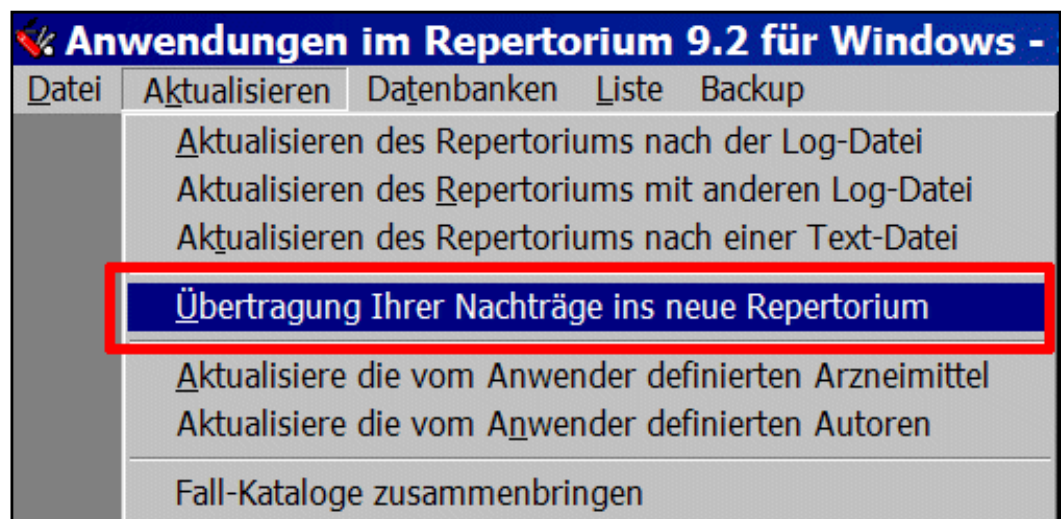 Anwendungen im Repertorium 9.2 für Windows -
Datei Aktualisieren Datenbanken Liste Backup
Aktualisieren des Repertoriums nach der Log-Datei
Aktualisieren des Repertoriums mit anderen Log-Datei
Aktualisieren des Repertoriums nach einer Text-Datei
Übertragung Ihrer Nachträge ins neue Repertorium
Aktualisiere die vom Anwender definierten Arzneimittel
Aktualisiere die vom Anwender definierten Autoren
Fall-Kataloge zusammenbringen